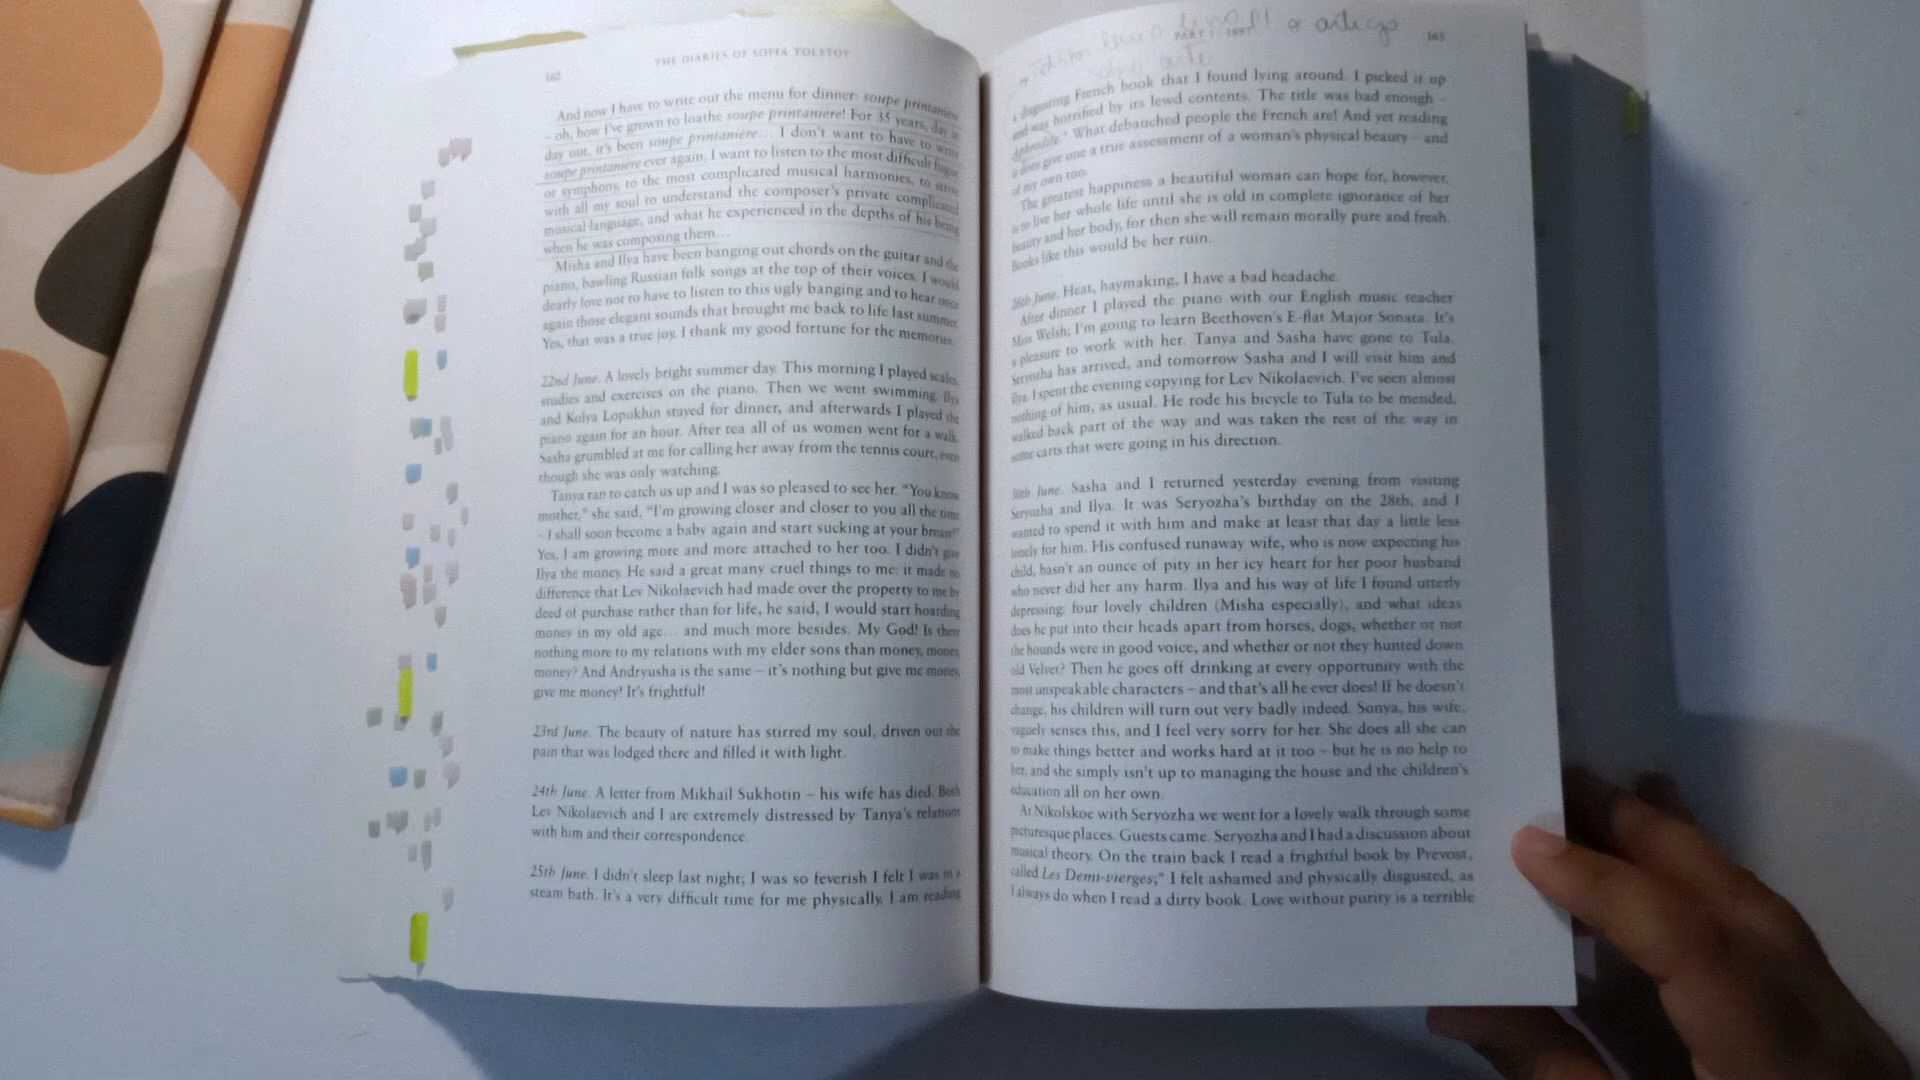 162
THE DIARIES OF SOFIA TOLSTOY
And now I have to write out the menu for dinner: soupe printanière
– oh, how I've grown to loathe soupe printanière! For 35 years, day in
day out, it's been soupe printanière… I don't want to have to write
soupe printanière ever again, I want to listen to the most difficult fugue
or symphony, to the most complicated musical harmonies, to strive
with all my soul to understand the composer's private complicated
musical language, and what he experienced in the depths of his being
when he was composing them…
Misha and Ilya have been banging out chords on the guitar and the
piano, bawling Russian folk songs at the top of their voices. I would
dearly love not to have to listen to this ugly banging and to hear once
again those elegant sounds that brought me back to life last summer.
Yes, that was a true joy. I thank my good fortune for the memories.
22nd June. A lovely bright summer day. This morning I played scales,
studies and exercises on the piano. Then we went swimming. Ilya
and Kolya Lopukhin stayed for dinner, and afterwards I played the
piano again for an hour. After tea all of us women went for a walk.
Sasha grumbled at me for calling her away from the tennis court, even
though she was only watching.
Tanya ran to catch us up and I was so pleased to see her. “You know
mother,” she said, “I'm growing closer and closer to you all the time
– I shall soon become a baby again and start sucking at your breast!”
Yes, I am growing more and more attached to her too. I didn't give
Ilya the money. He said a great many cruel things to me: it made no
difference that Lev Nikolaevich had made over the property to me by
deed of purchase rather than for life, he said, I would start hoarding
money in my old age… and much more besides. My God! Is there
nothing more to my relations with my elder sons than money, money,
money? And Andryusha is the same – it's nothing but give me money,
give me money! It's frightful!
23rd June. The beauty of nature has stirred my soul, driven out the
pain that was lodged there and filled it with light.
24th June. A letter from Mikhail Sukhotin – his wife has died. Both
Lev Nikolaevich and I are extremely distressed by Tanya's relations
with him and their correspondence.
25th June. I didn't sleep last night; I was so feverish I felt I was in a
steam bath. It's a very difficult time for me physically. I am reading
o artigo
PART I 1897
163
a disgusting French book that I found lying around. I picked it up
and was horrified by its lewd contents. The title was bad enough –
Aphrodite.* What debauched people the French are! And yet reading
it does give one a true assessment of a woman's physical beauty – and
of my own too.
The greatest happiness a beautiful woman can hope for, however,
is to live her whole life until she is old in complete ignorance of her
beauty and her body, for then she will remain morally pure and fresh.
Books like this would be her ruin.
26th June. Heat, haymaking, I have a bad headache.
After dinner I played the piano with our English music teacher
Miss Welsh; I'm going to learn Beethoven's E-flat Major Sonata. It's
a pleasure to work with her. Tanya and Sasha have gone to Tula,
Seryozha has arrived, and tomorrow Sasha and I will visit him and
Ilya. I spent the evening copying for Lev Nikolaevich. I've seen almost
nothing of him, as usual. He rode his bicycle to Tula to be mended,
walked back part of the way and was taken the rest of the way in
some carts that were going in his direction.
30th June. Sasha and I returned yesterday evening from visiting
Seryozha and Ilya. It was Seryozha's birthday on the 28th, and I
wanted to spend it with him and make at least that day a little less
lonely for him. His confused runaway wife, who is now expecting his
child, hasn't an ounce of pity in her icy heart for her poor husband
who never did her any harm. Ilya and his way of life I found utterly
depressing: four lovely children (Misha especially), and what ideas
does he put into their heads apart from horses, dogs, whether or not
the hounds were in good voice, and whether or not they hunted down
old Velvet? Then he goes off drinking at every opportunity with the
most unspeakable characters – and that's all he ever does! If he doesn't
change, his children will turn out very badly indeed. Sonya, his wife,
vaguely senses this, and I feel very sorry for her. She does all she can
to make things better and works hard at it too – but he is no help to
her, and she simply isn't up to managing the house and the children's
education all on her own.
At Nikolskoe with Seryozha we went for a lovely walk through some
picturesque places. Guests came. Seryozha and I had a discussion about
musical theory. On the train back I read a frightful book by Prévost,
called Les Demi-vierges;* I felt ashamed and physically disgusted, as
I always do when I read a dirty book. Love without purity is a terrible